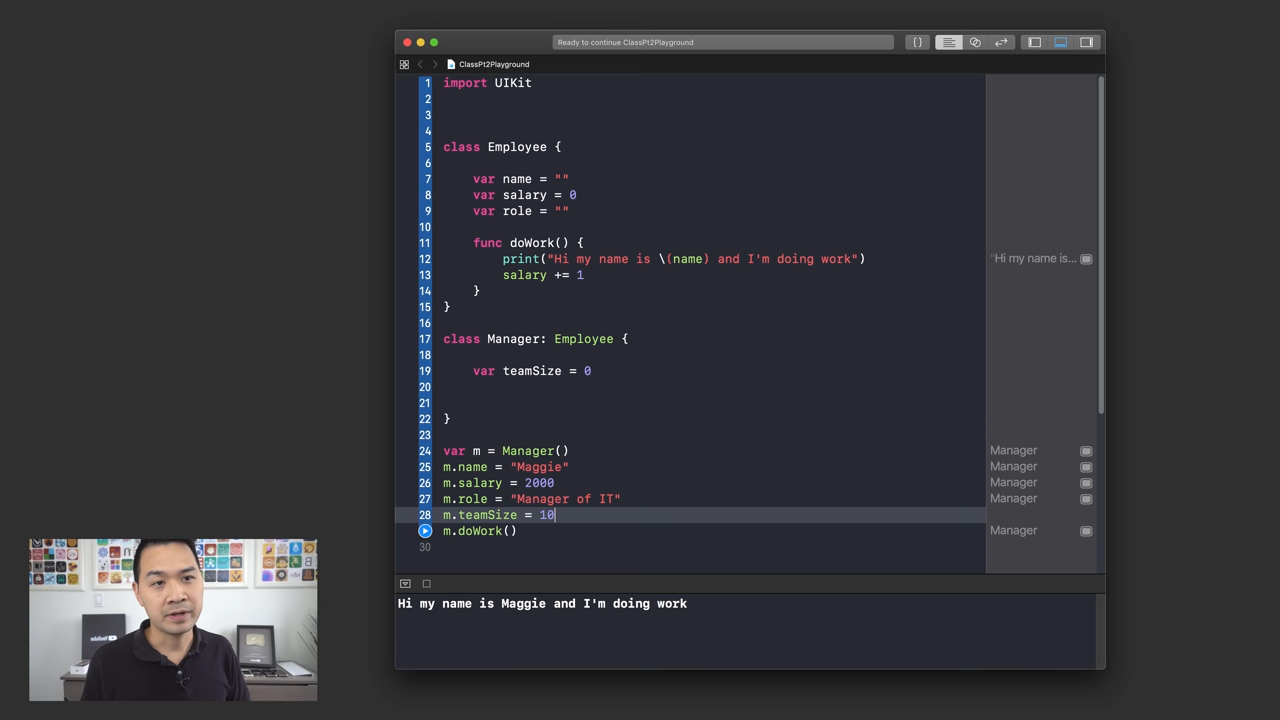 Ready to continue ClassPt2Playground
{}
ClassPt2Playground
1 import UIKit
2
3
4
5 class Employee {
6
7 var name = ""
8 var salary = 0
9 var role = ""
10
11 func doWork() {
12 print("Hi my name is \(name) and I'm doing work") "Hi my name is...
13 salary += 1
14 }
15 }
16
17 class Manager: Employee {
18
19 var teamSize = 0
20
21
22 }
23
24 var m = Manager() Manager
25 m.name = "Maggie" Manager
26 m.salary = 2000 Manager
27 m.role = "Manager of IT" Manager
28 m.teamSize = 10
m.doWork() Manager
30
Hi my name is Maggie and I'm doing work
YouTube